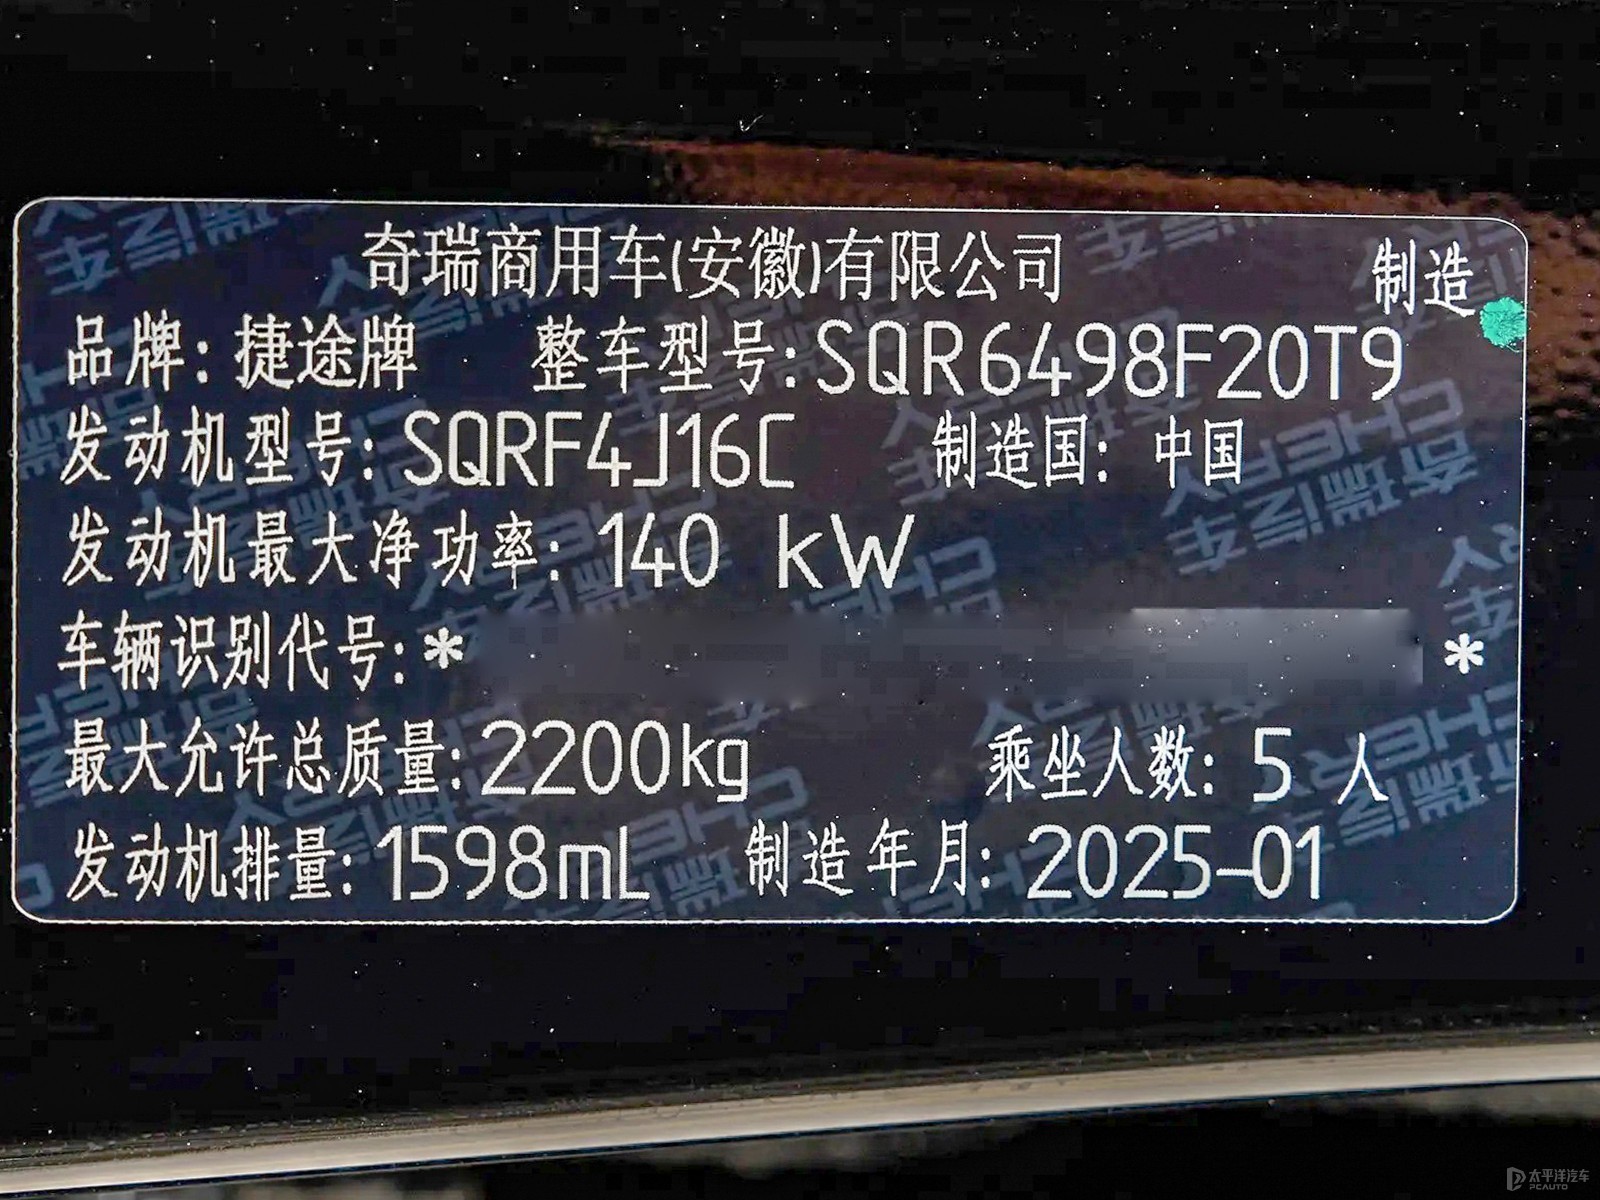 奇瑞商用车(安徽)有限公司 制造
品牌：捷途牌 整车型号：SQR6498F20T9
发动机型号：SQRF4J16C 制造国：中国
发动机最大净功率：140 kW
车辆识别代号：* *
最大允许总质量：2200kg 乘坐人数：5 人
发动机排量：1598mL 制造年月：2025-01
太平洋汽车
PCAUTO